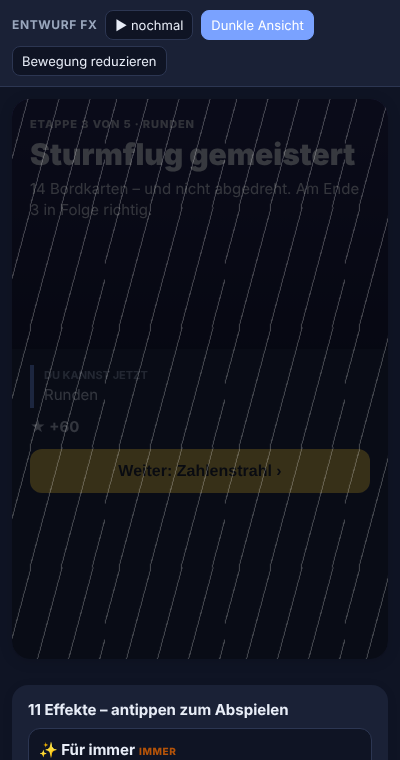 ENTWURF FX ▶ nochmal Dunkle Ansicht
Bewegung reduzieren
ETAPPE 3 VON 5 · RUNDEN
Sturmflug gemeistert
14 Bordkarten – und nicht abgedreht. Am Ende
3 in Folge richtig.
DU KANNST JETZT
Runden
★ +60
Weiter: Zahlenstrahl ›
11 Effekte – antippen zum Abspielen
✨ Für immer IMMER